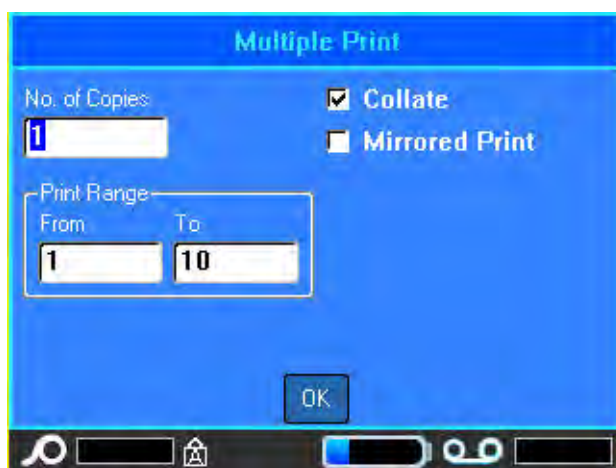 Multiple Print
No. of Copies
1
Collate
Mirrored Print
Print Range
From
To
1
10
OK
A